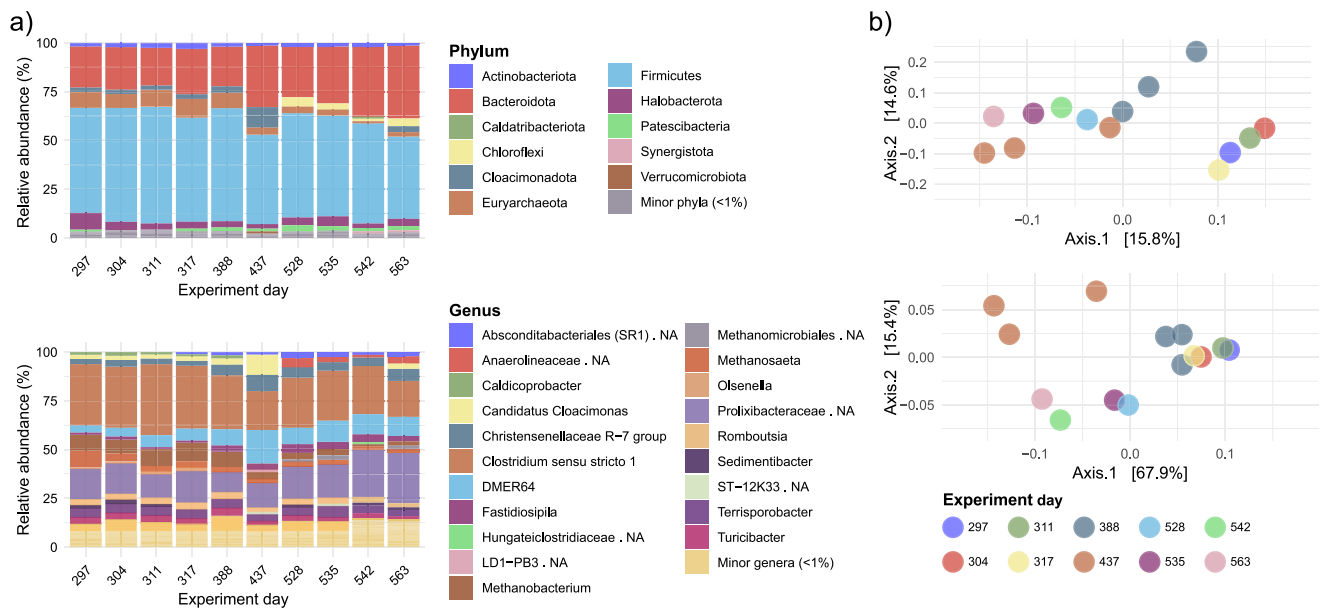 a)
Relative abundance (%)
100
75
50
25
0
297
304
311
317
388
437
528
535
542
563
Experiment day
Phylum
Actinobacteriota
Bacteroidota
Caldatribacteriota
Chloroflexi
Cloacimonadota
Euryarchaeota
Firmicutes
Halobacterota
Patescibacteria
Synergistota
Verrucomicrobiota
Minor phyla (<1%)
Relative abundance (%)
100
75
50
25
0
297
304
311
317
388
437
528
535
542
563
Experiment day
Genus
Absconditabacteriales (SR1) . NA
Anaerolineaceae . NA
Caldicoprobacter
Candidatus Cloacimonas
Christensenellaceae R−7 group
Clostridium sensu stricto 1
DMER64
Fastidiosipila
Hungateiclostridiaceae . NA
LD1−PB3 . NA
Methanobacterium
Methanomicrobiales . NA
Methanosaeta
Olsenella
Prolixibacteraceae . NA
Romboutsia
Sedimentibacter
ST−12K33 . NA
Terrisporobacter
Turicibacter
Minor genera (<1%)
b)
Axis.2 [14.6%]
0.2
0.1
0.0
−0.1
−0.2
−0.1
0.0
0.1
Axis.1 [15.8%]
Axis.2 [15.4%]
0.05
0.00
−0.05
−0.1
0.0
0.1
Axis.1 [67.9%]
Experiment day
297
311
388
528
542
304
317
437
535
563